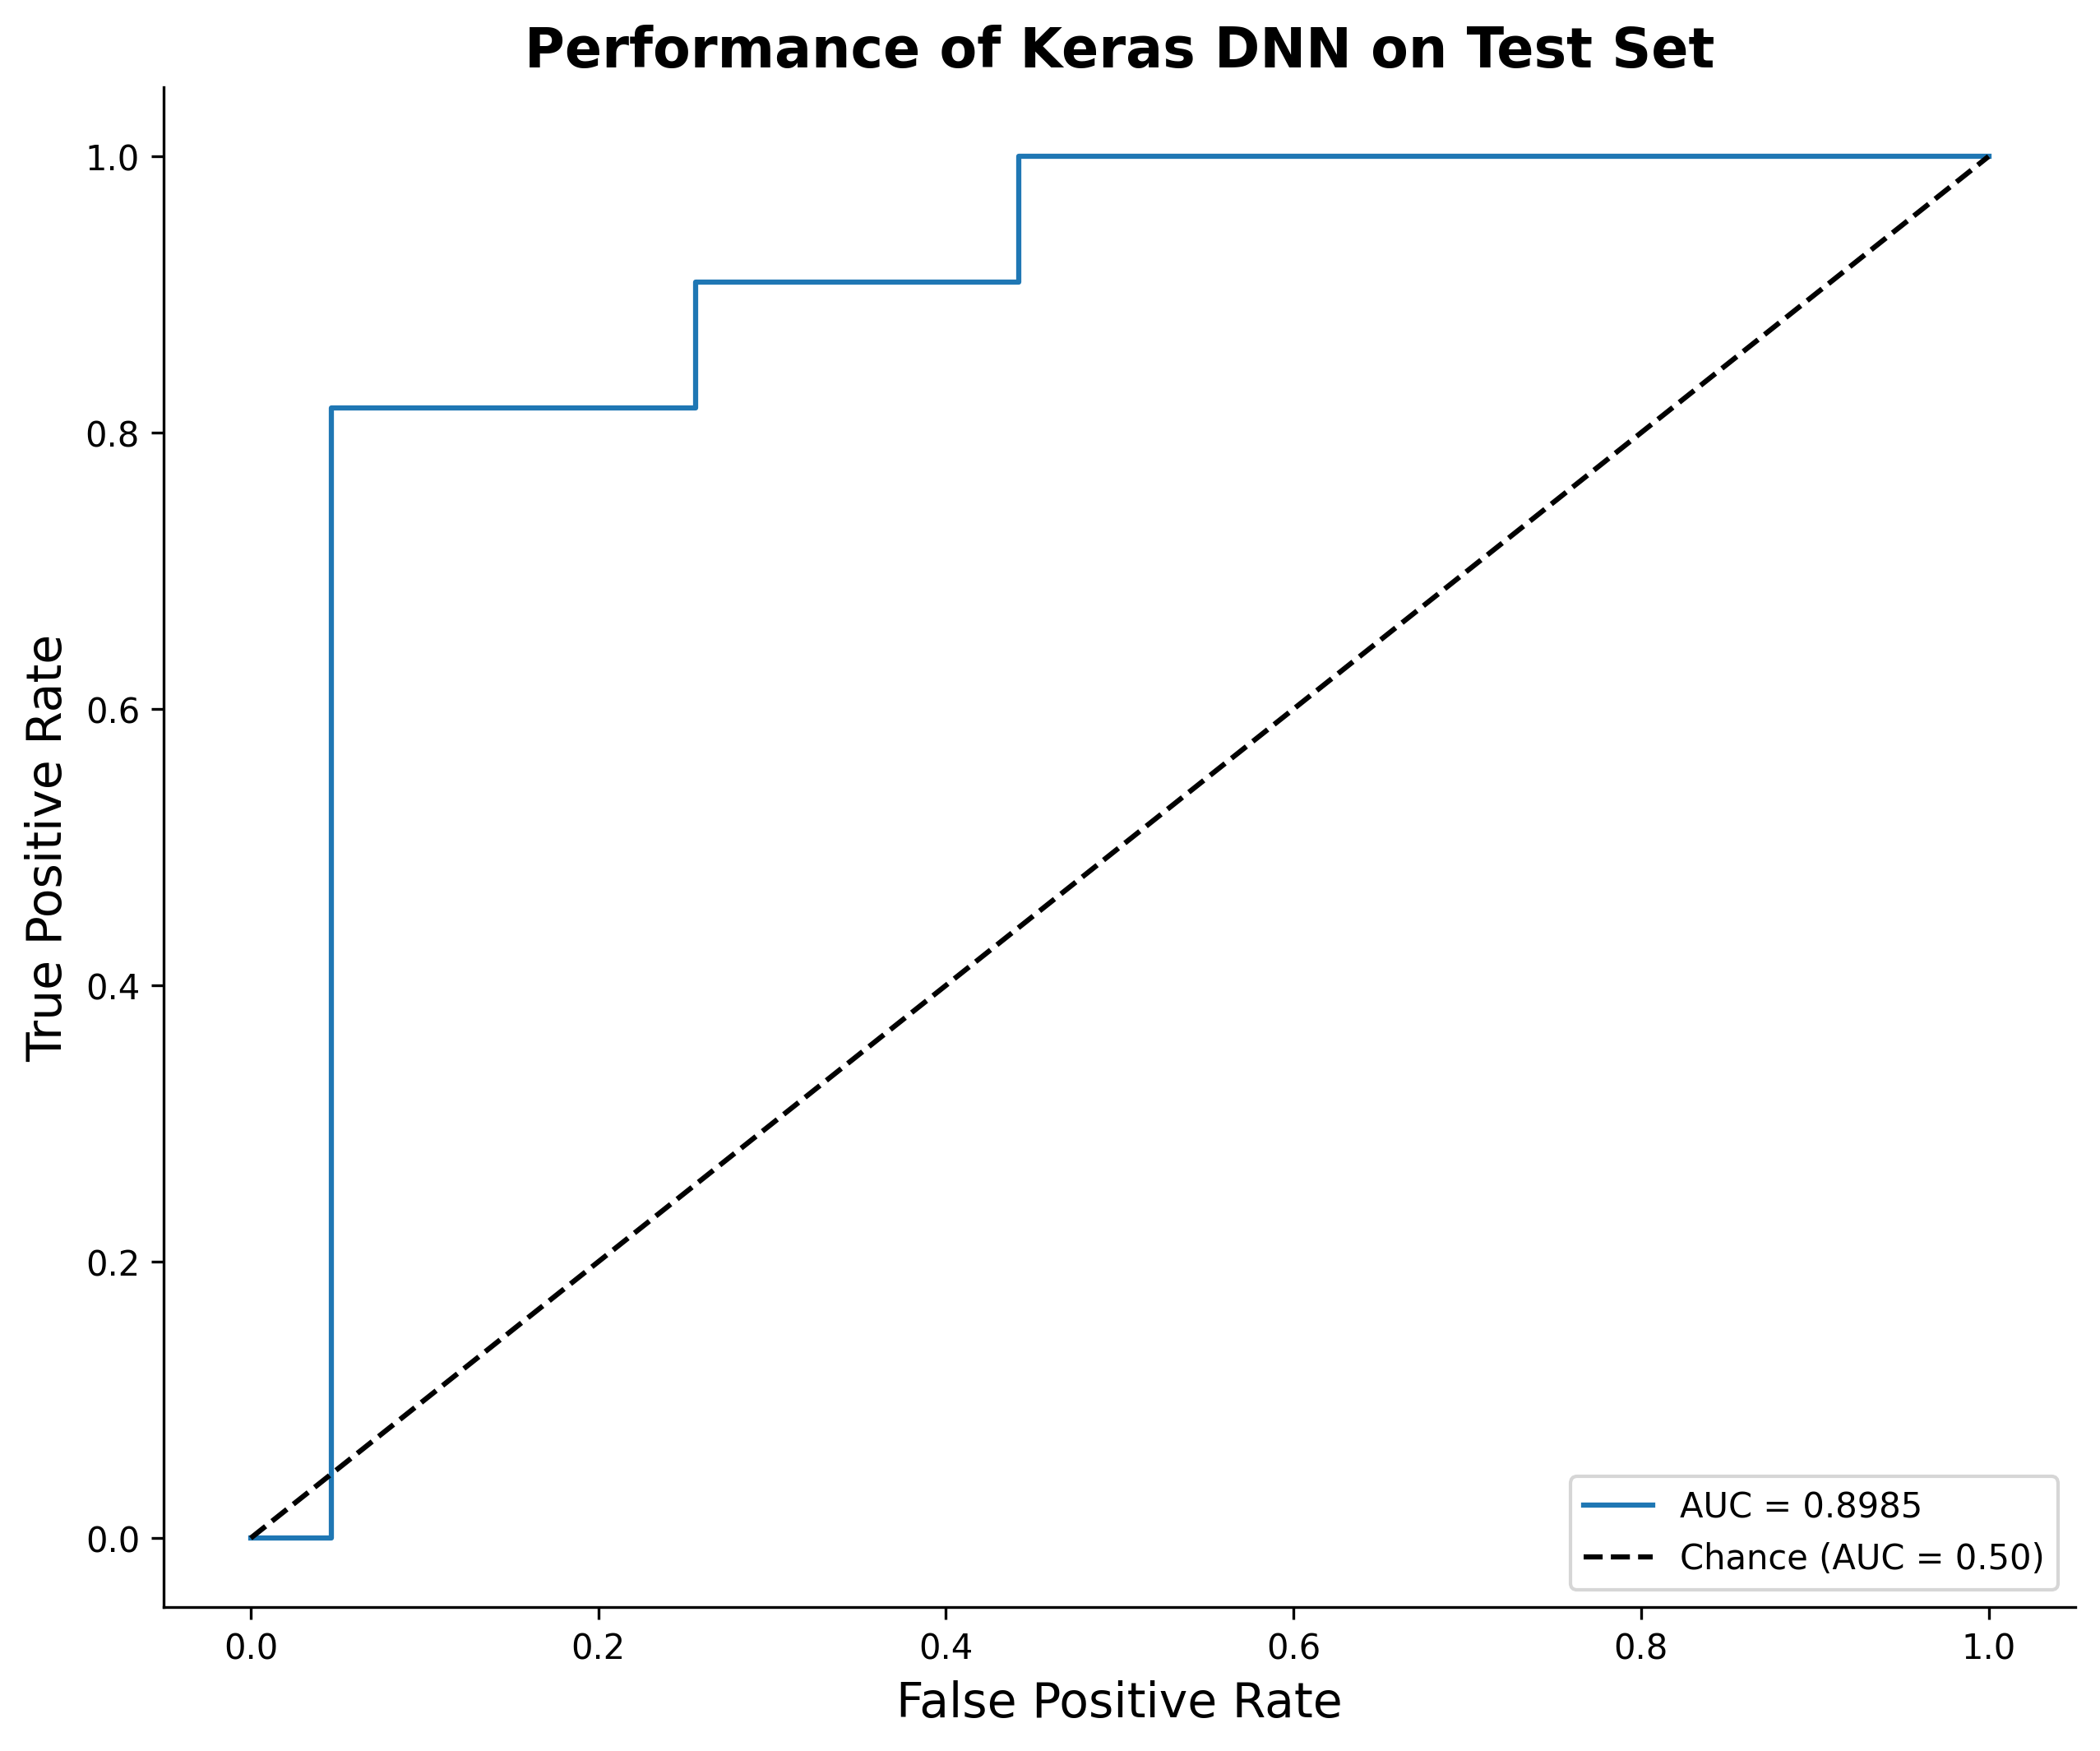 Performance of Keras DNN on Test Set
True Positive Rate
1.0
0.8
0.6
0.4
0.2
0.0
AUC = 0.8985
Chance (AUC = 0.50)
0.0 0.2 0.4 0.6 0.8 1.0
False Positive Rate